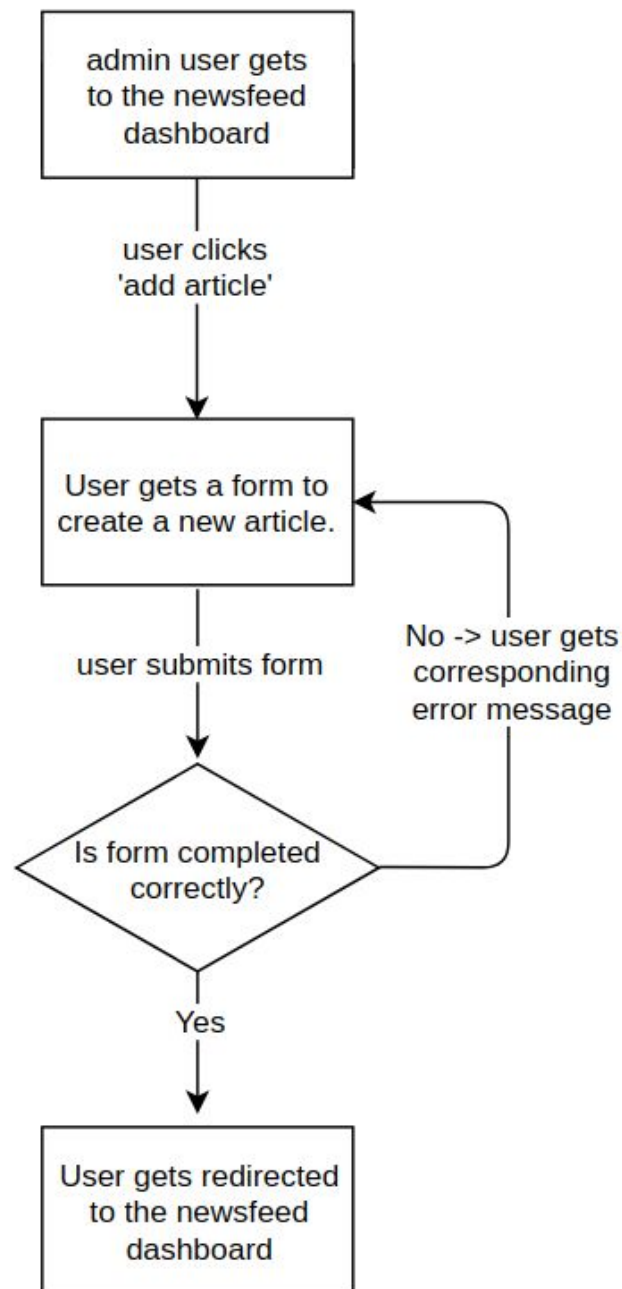 admin user gets
to the newsfeed
dashboard
user clicks
'add article'
User gets a form to
create a new article.
user submits form
No -> user gets
corresponding
error message
Is form completed
correctly?
Yes
User gets redirected
to the newsfeed
dashboard